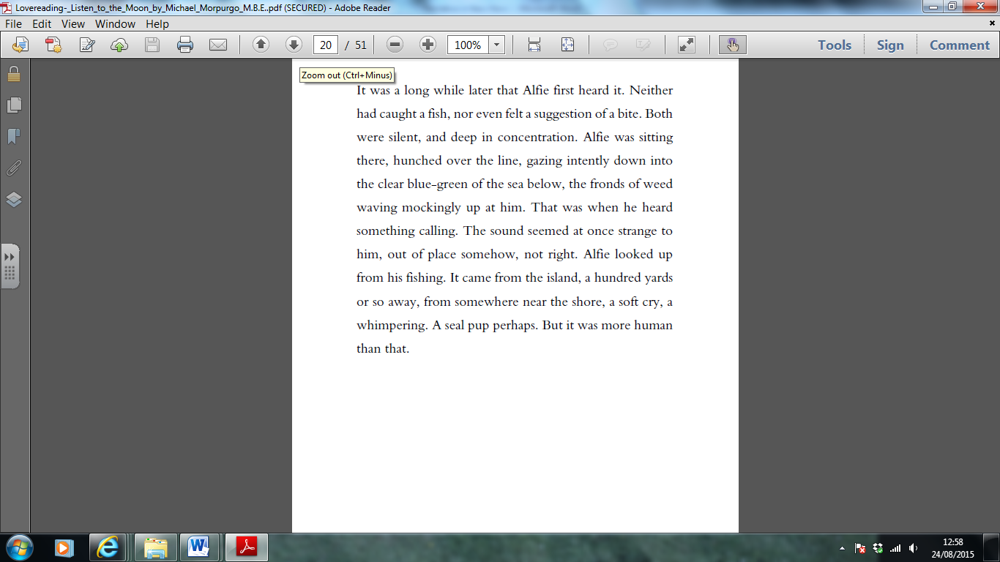 Lovereading-_Listen_to_the_Moon_by_Michael_Morpurgo_M.B.E..pdf (SECURED) - Adobe Reader
File Edit View Window Help
20 / 51 100% Tools Sign Comment
Zoom out (Ctrl+Minus)
It was a long while later that Alfie first heard it. Neither
had caught a fish, nor even felt a suggestion of a bite. Both
were silent, and deep in concentration. Alfie was sitting
there, hunched over the line, gazing intently down into
the clear blue-green of the sea below, the fronds of weed
waving mockingly up at him. That was when he heard
something calling. The sound seemed at once strange to
him, out of place somehow, not right. Alfie looked up
from his fishing. It came from the island, a hundred yards
or so away, from somewhere near the shore, a soft cry, a
whimpering. A seal pup perhaps. But it was more human
than that.
12:58
24/08/2015